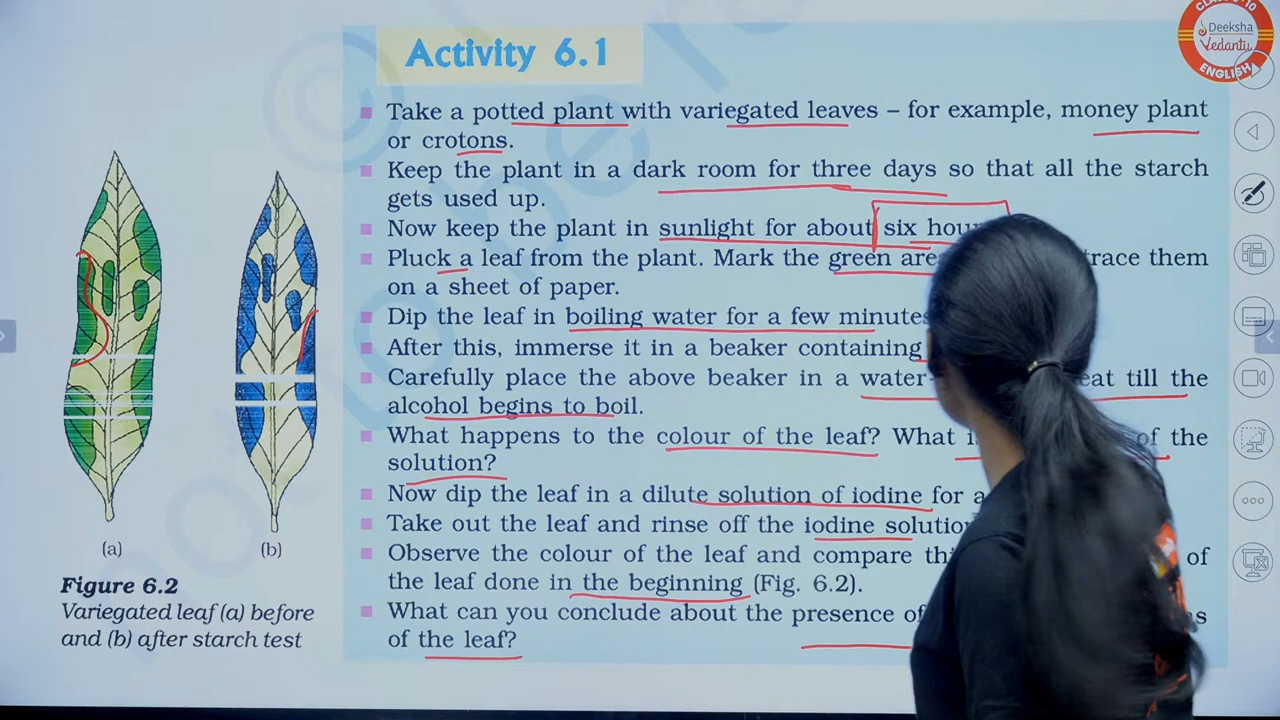 Activity 6.1
Take a potted plant with variegated leaves – for example, money plant
or crotons.
Keep the plant in a dark room for three days so that all the starch
gets used up.
Now keep the plant in sunlight for about six
Pluck a leaf from the plant. Mark the green trace them
on a sheet of paper.
Dip the leaf in boiling water for a few minutes
After this, immerse it in a beaker containing
Carefully place the above beaker in a water- till the
alcohol begins to boil.
What happens to the colour of the leaf? What of the
solution?
Now dip the leaf in a dilute solution of iodine for
Take out the leaf and rinse off the iodine
Observe the colour of the leaf and compare of
the leaf done in the beginning (Fig. 6.2).
What can you conclude about the presence
of the leaf?
(a)
(b)
Figure 6.2
Variegated leaf (a) before
and (b) after starch test
Deeksha
Vedantu
ENGLISH